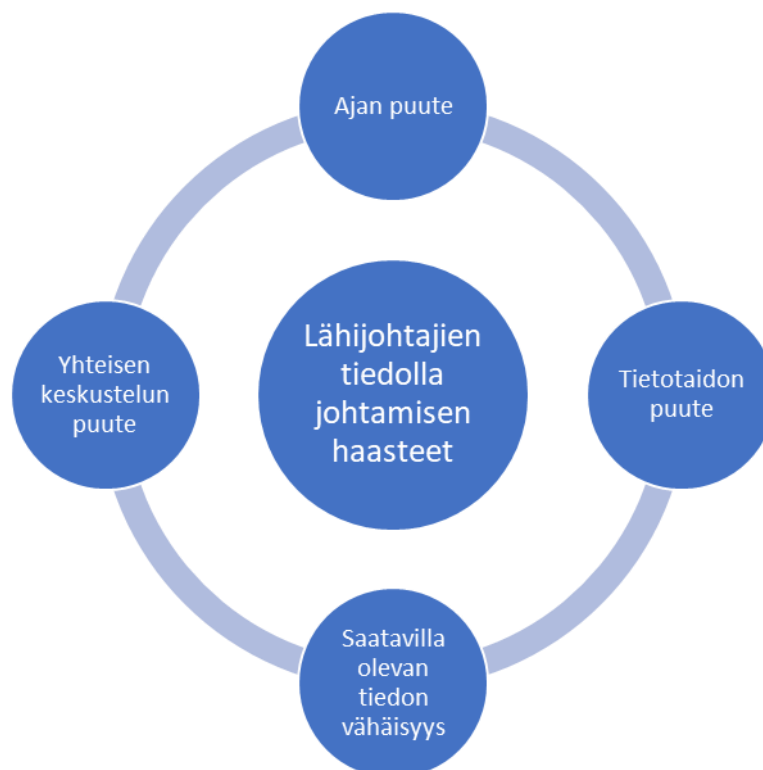 Ajan puute
Lähijohtajien
tiedolla
johtamisen
haasteet
Yhteisen
keskustelun
puute
Tietotaidon
puute
Saatavilla
olevan
tiedon
vähäisyys